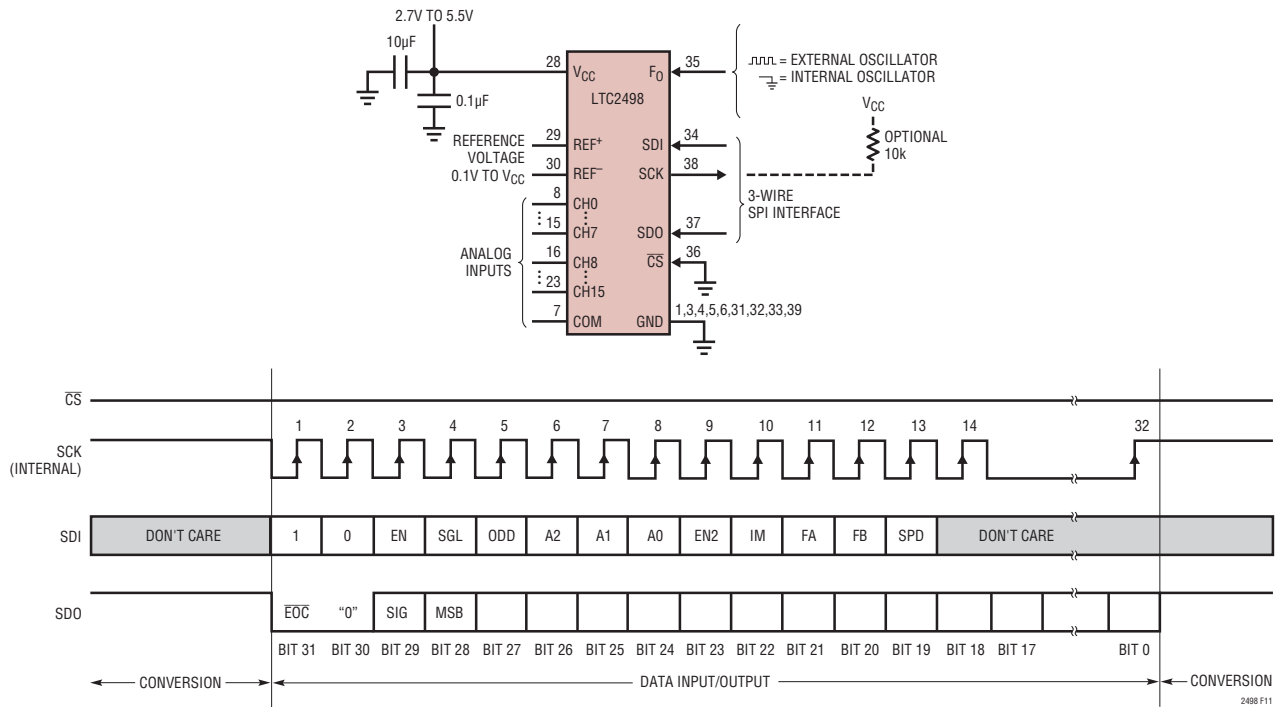 2.7V TO 5.5V
10µF
0.1µF
28
VCC
LTC2498
F0
35
= EXTERNAL OSCILLATOR
= INTERNAL OSCILLATOR
VCC
OPTIONAL
10k
REFERENCE
VOLTAGE
0.1V TO VCC
29
REF+
30
REF–
SDI
34
SCK
38
3-WIRE
SPI INTERFACE
ANALOG
INPUTS
8
CH0
15
CH7
16
CH8
23
CH15
7
COM
SDO
37
CS
36
GND
1,3,4,5,6,31,32,33,39
CS
SCK
(INTERNAL)
1 2 3 4 5 6 7 8 9 10 11 12 13 14 32
SDI
DON'T CARE 1 0 EN SGL ODD A2 A1 A0 EN2 IM FA FB SPD DON'T CARE
SDO
EOC "0" SIG MSB
BIT 31 BIT 30 BIT 29 BIT 28 BIT 27 BIT 26 BIT 25 BIT 24 BIT 23 BIT 22 BIT 21 BIT 20 BIT 19 BIT 18 BIT 17 BIT 0
CONVERSION DATA INPUT/OUTPUT CONVERSION
2498 F11